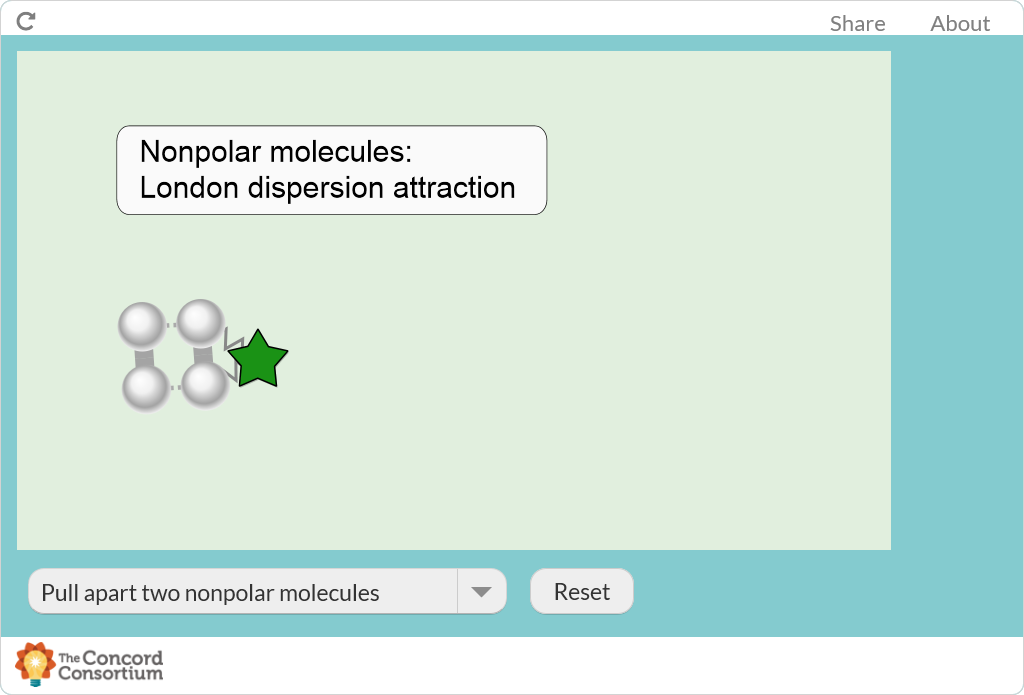 Share About
Nonpolar molecules:
London dispersion attraction
Pull apart two nonpolar molecules
Reset
The Concord
Consortium